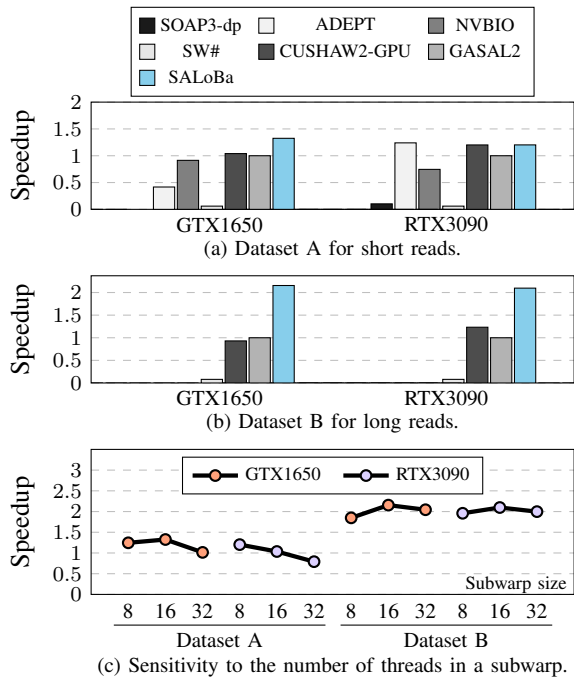 SOAP3-dp ADEPT NVBIO
SW# CUSHAW2-GPU GASAL2
SALoBa
2
1.5
1
0.5
0
Speedup
GTX1650 RTX3090
(a) Dataset A for short reads.
2
1.5
1
0.5
0
Speedup
GTX1650 RTX3090
(b) Dataset B for long reads.
GTX1650 RTX3090
3
2.5
2
1.5
1
0.5
0
Speedup
Subwarp size
8 16 32 8 16 32 8 16 32 8 16 32
Dataset A Dataset B
(c) Sensitivity to the number of threads in a subwarp.